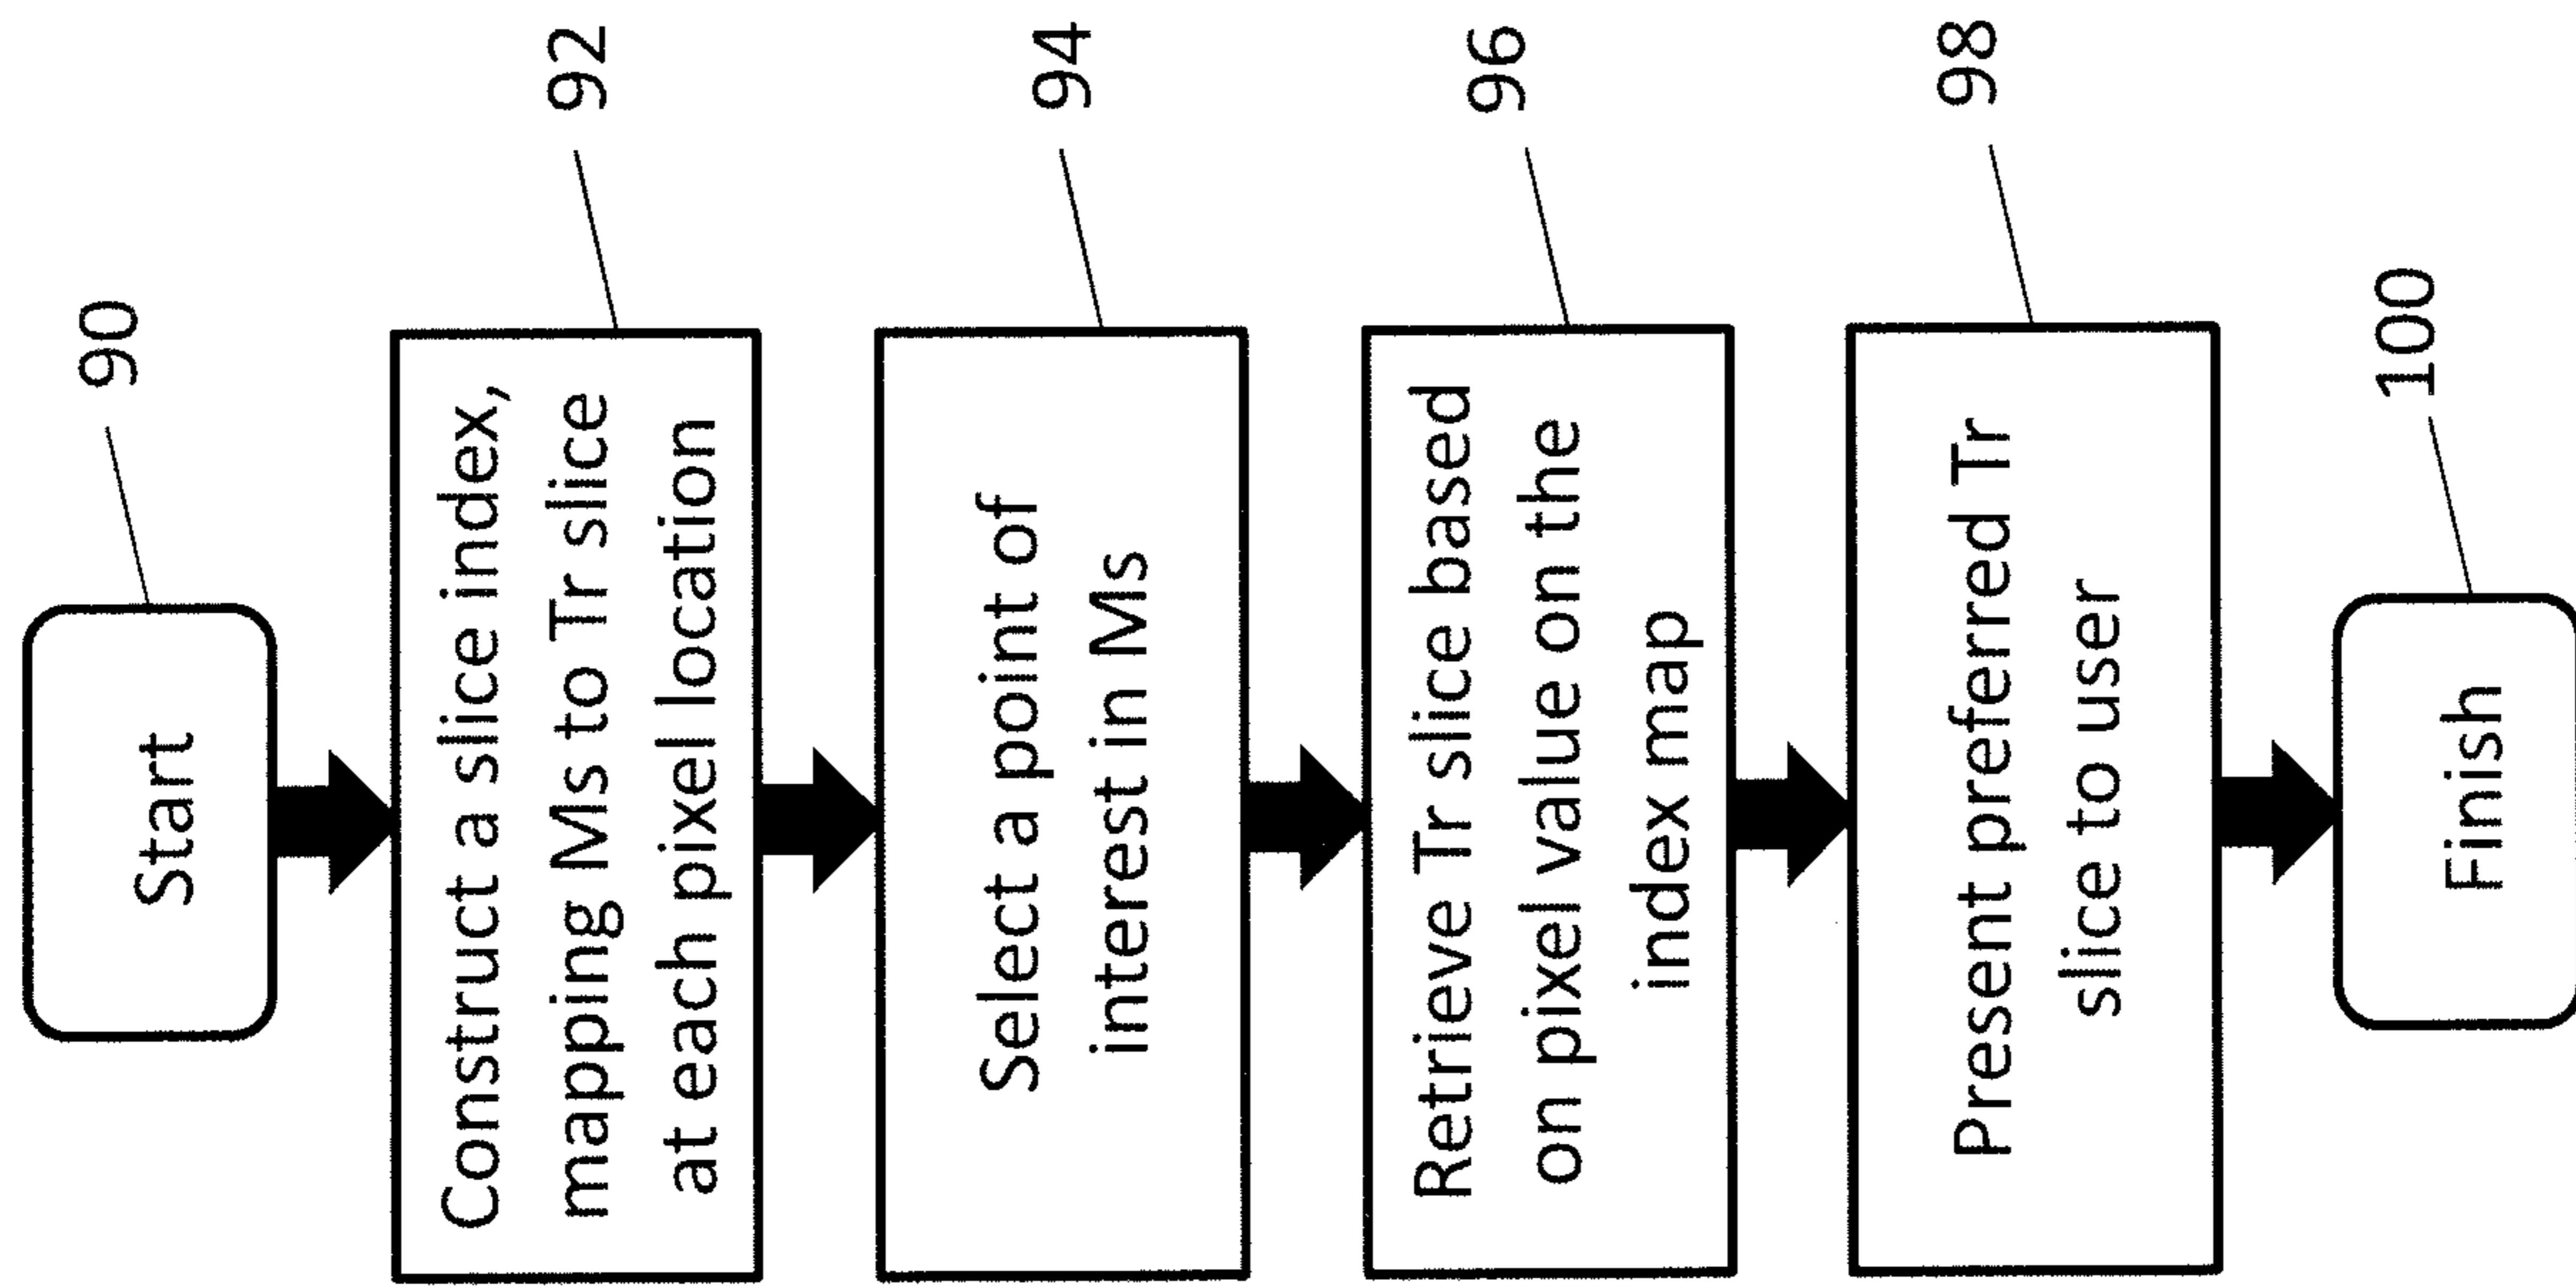 Start
90
Construct a slice index,
mapping Ms to Tr slice
at each pixel location
92
Select a point of
interest in Ms
94
Retrieve Tr slice based
on pixel value on the
index map
96
Present preferred Tr
slice to user
98
Finish
100